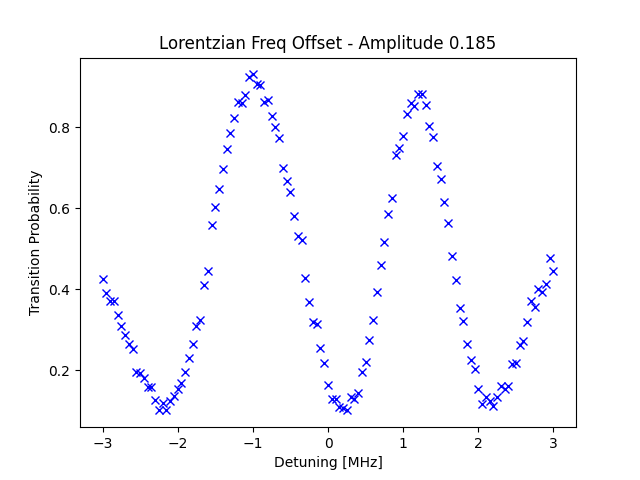 Lorentzian Freq Offset - Amplitude 0.185
Transition Probability
0.8
0.6
0.4
0.2
−3 −2 −1 0 1 2 3
Detuning [MHz]